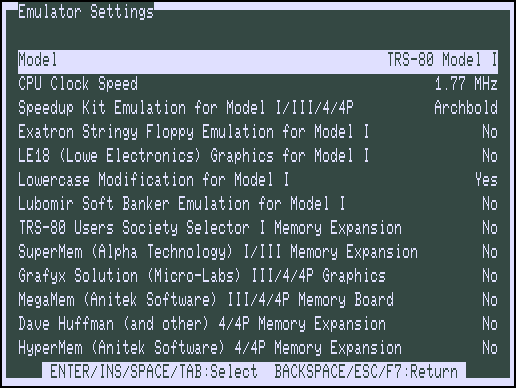 Emulator Settings
Model TRS-80 Model I
CPU Clock Speed 1.77 MHz
Speedup Kit Emulation for Model I/III/4/4P Archbold
Exatron Stringy Floppy Emulation for Model I No
LE18 (Lowe Electronics) Graphics for Model I No
Lowercase Modification for Model I Yes
Lubomir Soft Banker Emulation for Model I No
TRS-80 Users Society Selector I Memory Expansion No
SuperMem (Alpha Technology) I/III Memory Expansion No
Grafyx Solution (Micro-Labs) III/4/4P Graphics No
MegaMem (Anitek Software) III/4/4P Memory Board No
Dave Huffman (and other) 4/4P Memory Expansion No
HyperMem (Anitek Software) 4/4P Memory Expansion No
ENTER/INS/SPACE/TAB:Select BACKSPACE/ESC/F7:Return